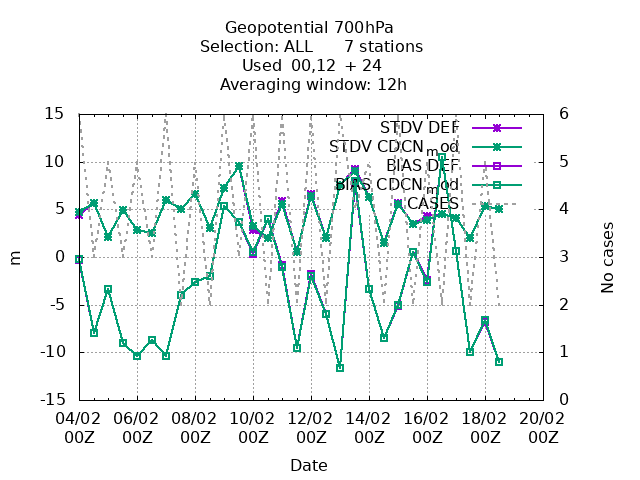 Geopotential 700hPa
Selection: ALL 7 stations
Used 00,12 + 24
Averaging window: 12h
15
10
5
0
-5
-10
-15
m
6
5
4
3
2
1
0
No cases
STDV DEF
STDV CDCN_mod
BIAS DEF
BIAS CDCN_mod
CASES
04/02 06/02 08/02 10/02 12/02 14/02 16/02 18/02 20/02
00Z 00Z 00Z 00Z 00Z 00Z 00Z 00Z 00Z
Date